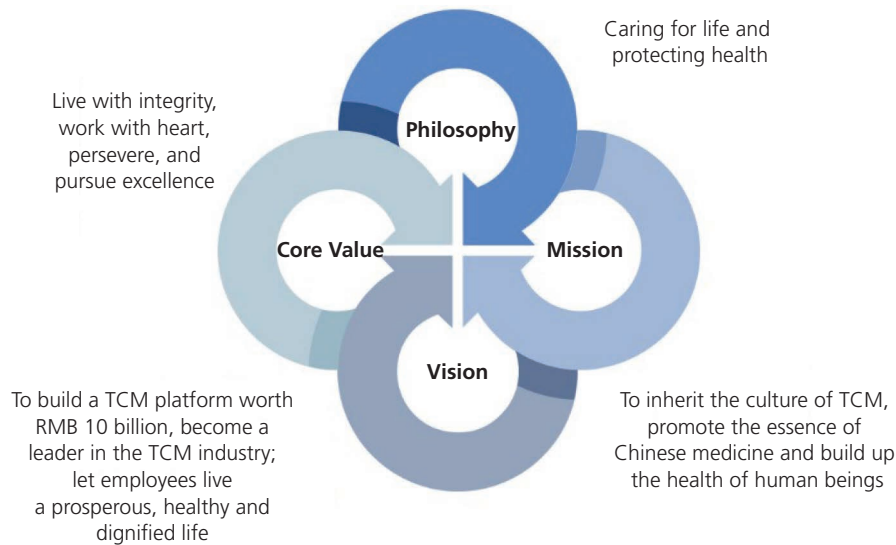 Caring for life and
protecting health
Live with integrity,
work with heart,
persevere, and
pursue excellence
Philosophy
Core Value
Mission
Vision
To build a TCM platform worth
RMB 10 billion, become a
leader in the TCM industry;
let employees live
a prosperous, healthy and
dignified life
To inherit the culture of TCM,
promote the essence of
Chinese medicine and build up
the health of human beings